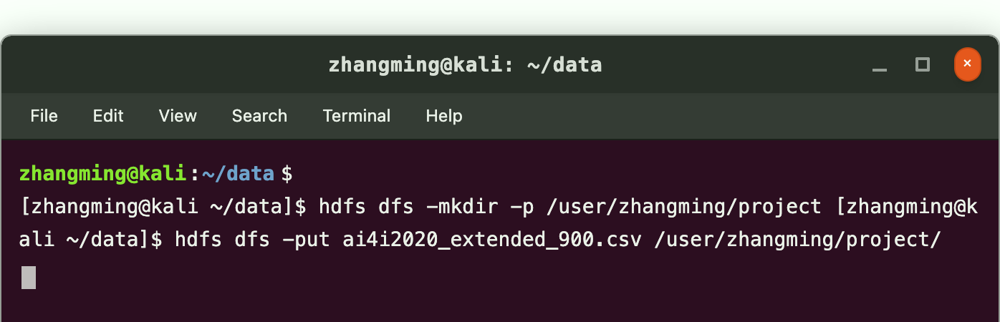 zhangming@kali: ~/data
×
File Edit View Search Terminal Help
zhangming@kali:~/data $
[zhangming@kali ~/data]$ hdfs dfs -mkdir -p /user/zhangming/project [zhangming@k
ali ~/data]$ hdfs dfs -put ai4i2020_extended_900.csv /user/zhangming/project/